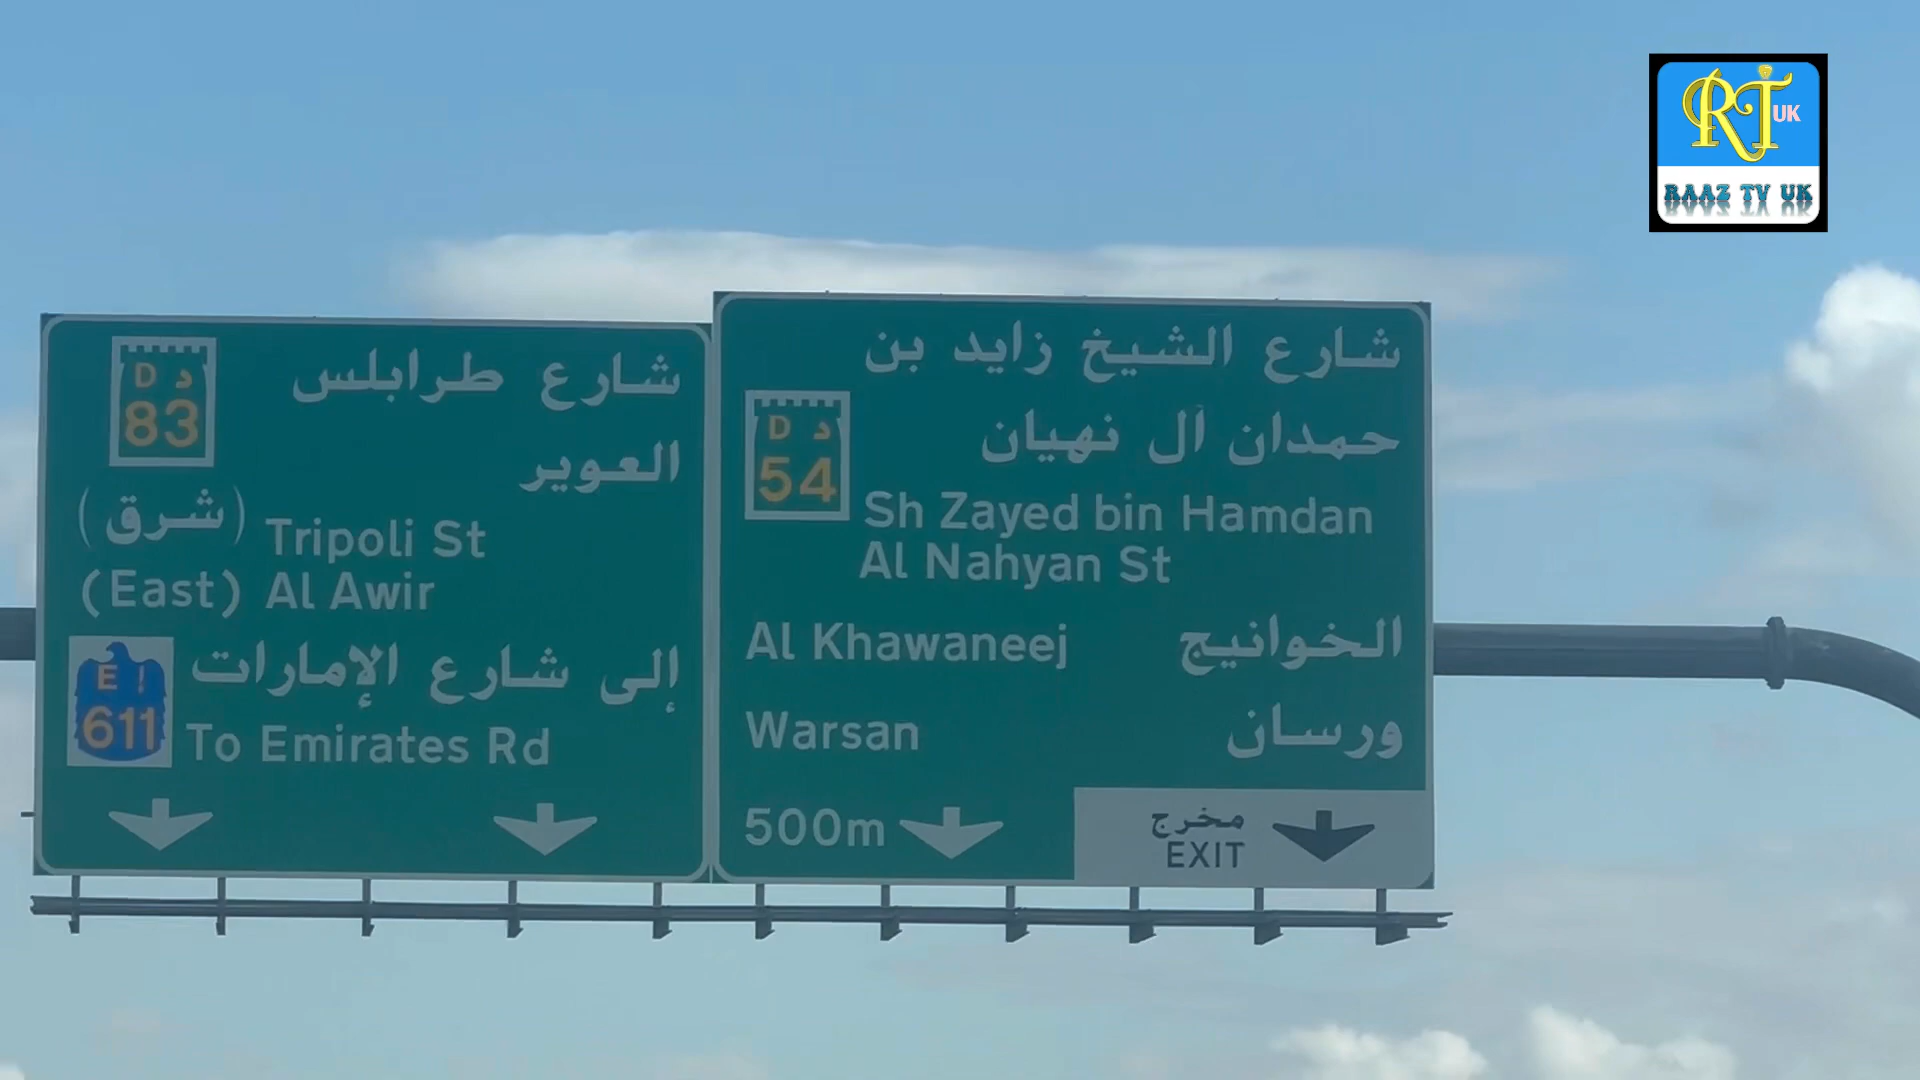 D د
83
شارع طرابلس
العوير
(شرق)
Tripoli St
(East) Al Awir
E إ
611
إلى شارع الإمارات
To Emirates Rd
شارع الشيخ زايد بن
حمدان آل نهيان
D د
54
Sh Zayed bin Hamdan
Al Nahyan St
Al Khawaneej الخوانيج
Warsan ورسان
500m
مخرج
EXIT
RT UK
RAAZ TV UK